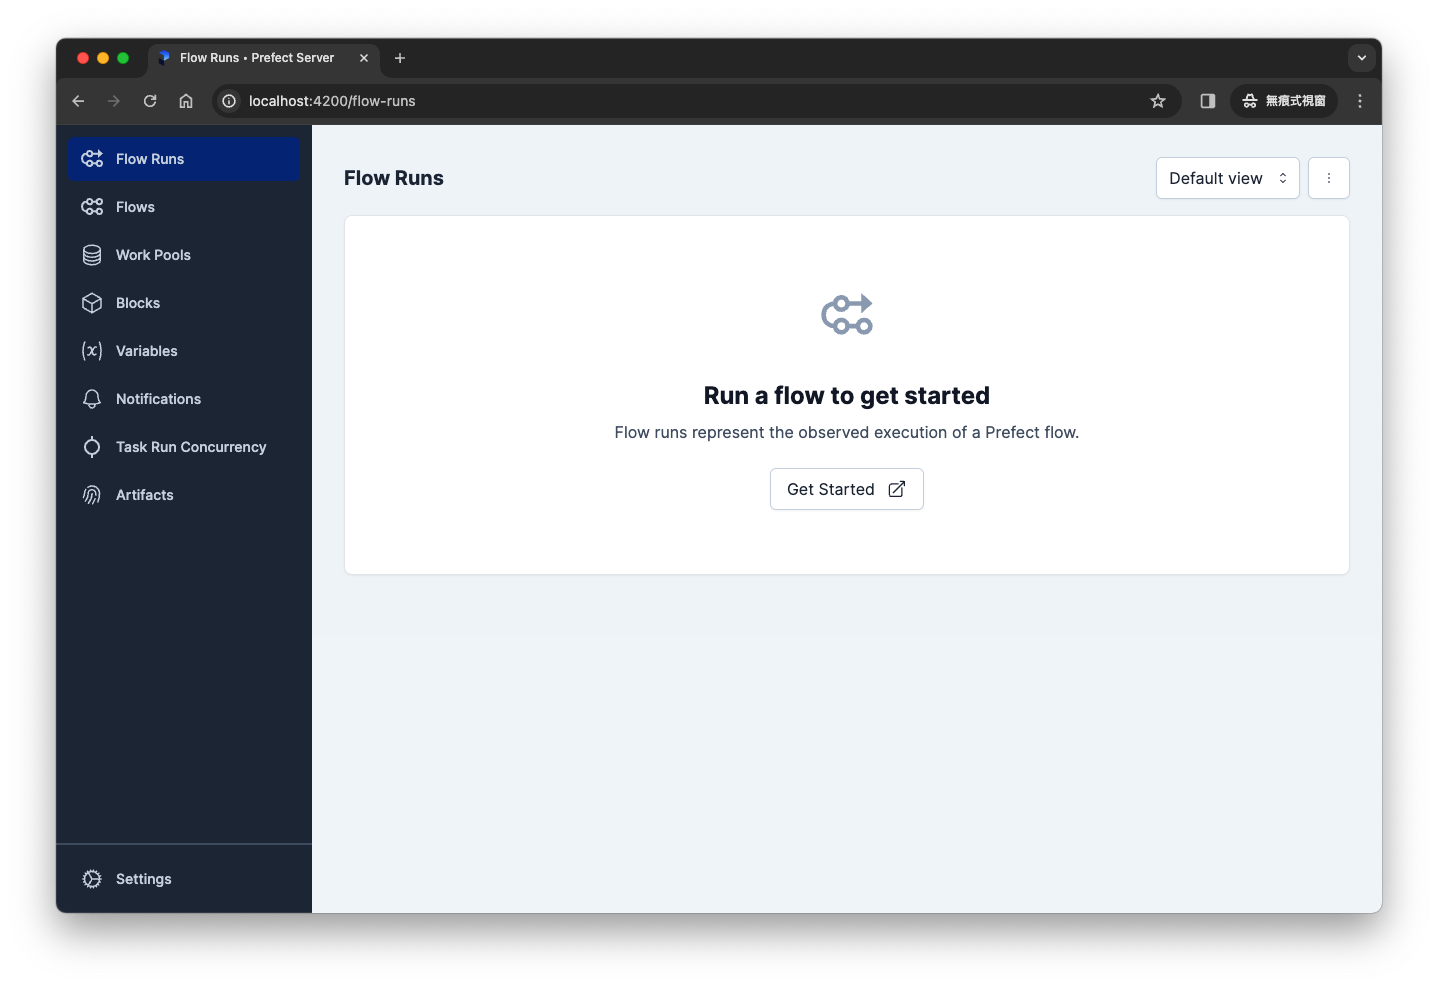 Flow Runs • Prefect Server
localhost:4200/flow-runs
無痕式視窗
Flow Runs
Flows
Work Pools
Blocks
(x) Variables
Notifications
Task Run Concurrency
Artifacts
Settings
Flow Runs
Default view
Run a flow to get started
Flow runs represent the observed execution of a Prefect flow.
Get Started